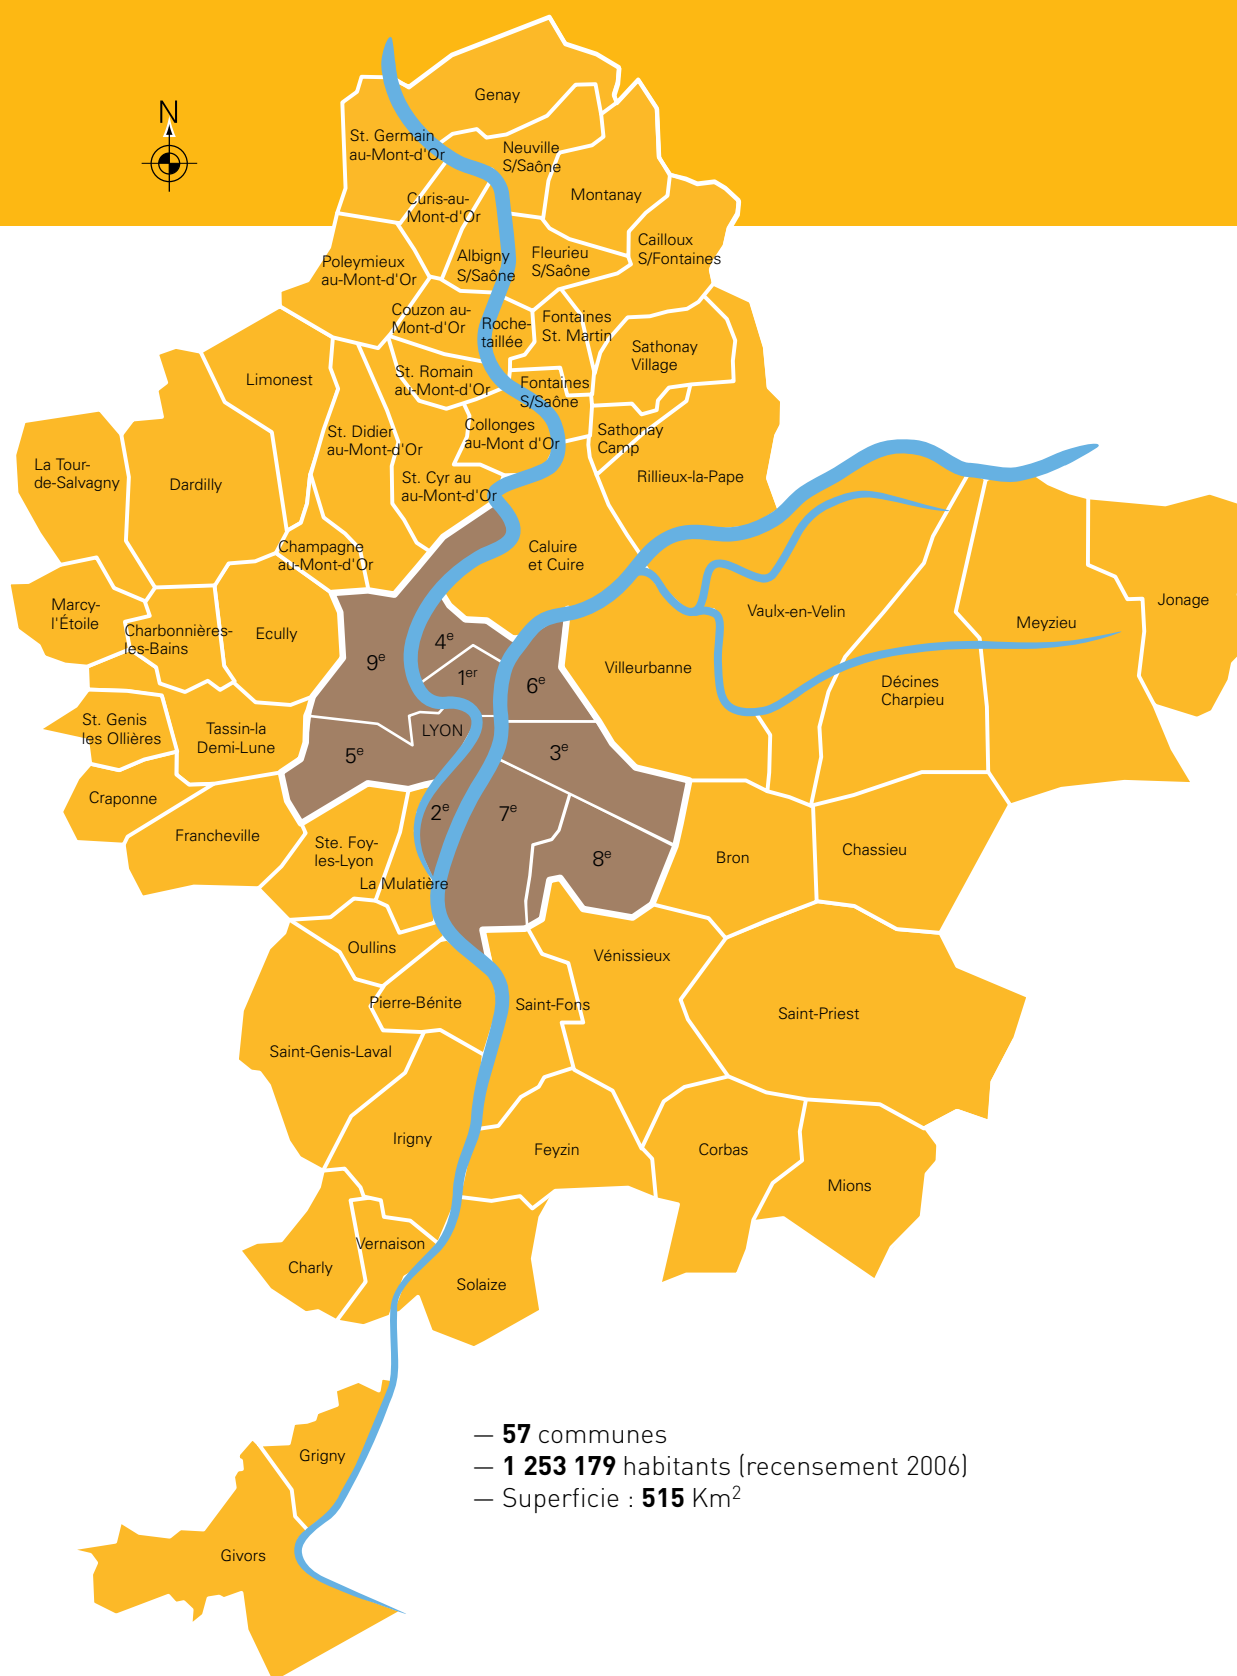 N
Genay
St. Germain
au-Mont-d'Or
Neuville
S/Saône
Montanay
Curis-au-
Mont-d'Or
Cailloux
S/Fontaines
Poleymieux
au-Mont-d'Or
Albigny
S/Saône
Fleurieu
S/Saône
Couzon au-
Mont-d'Or
Roche-
taillée
Fontaines
St. Martin
Sathonay
Village
Limonest
St. Romain
au-Mont-d'Or
Fontaines
S/Saône
St. Didier
au-Mont-d'Or
Collonges
au-Mont d'Or
Sathonay
Camp
La Tour-
de-Salvagny
Dardilly
St. Cyr au
au-Mont-d'Or
Rillieux-la-Pape
Champagne
au-Mont-d'Or
Caluire
et Cuire
Marcy-
l'Étoile
Charbonnières-
les-Bains
Ecully
Vaulx-en-Velin
Meyzieu
Jonage
4e
9e
1er
6e
Villeurbanne
Décines
Charpieu
St. Genis
les Ollières
Tassin-la
Demi-Lune
LYON
5e
3e
Craponne
Francheville
2e
7e
8e
Ste. Foy-
les-Lyon
La Mulatière
Bron
Chassieu
Oullins
Vénissieux
Pierre-Bénite
Saint-Fons
Saint-Priest
Saint-Genis-Laval
Irigny
Feyzin
Corbas
Mions
Vernaison
Charly
Solaize
— 57 communes
— 1 253 179 habitants (recensement 2006)
— Superficie : 515 Km2
Grigny
Givors